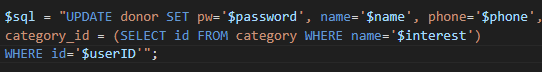 $sql = "UPDATE donor SET pw='$password', name='$name', phone='$phone',
category_id = (SELECT id FROM category WHERE name='$interest')
WHERE id='$userID'";